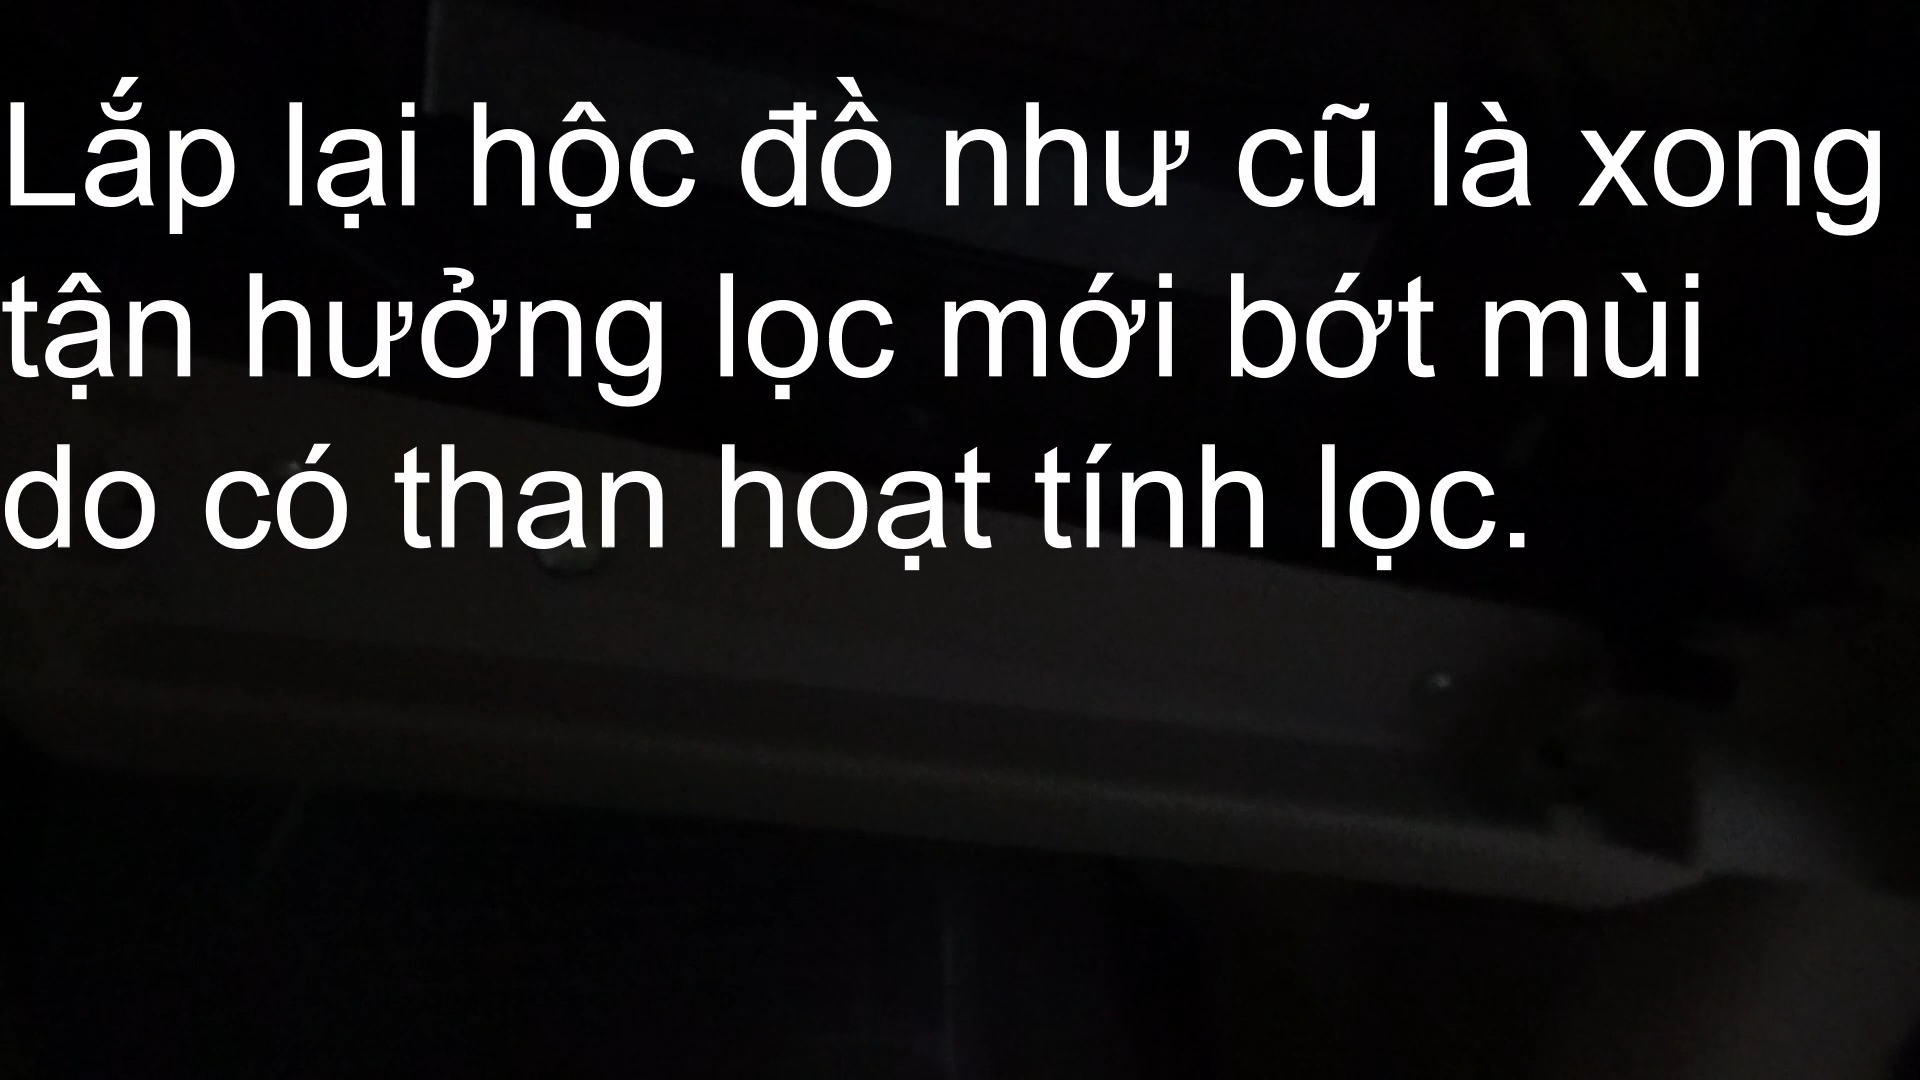 Lắp lại hộc đồ như cũ là xong
tận hưởng lọc mới bớt mùi
do có than hoạt tính lọc.